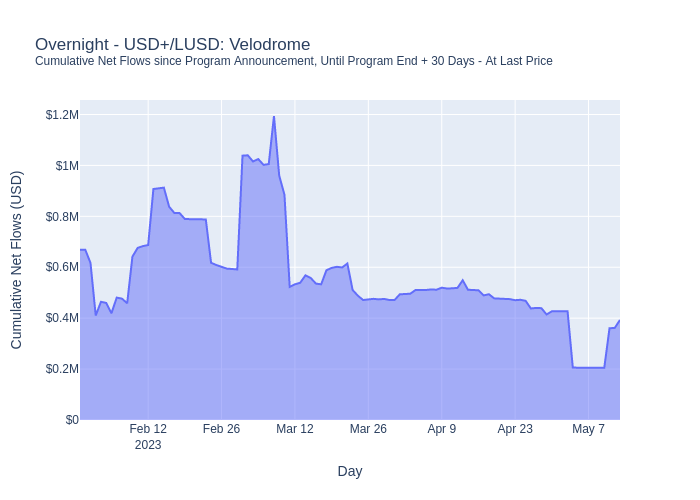 Overnight - USD+/LUSD: Velodrome
Cumulative Net Flows since Program Announcement, Until Program End + 30 Days - At Last Price
$1.2M
$1M
$0.8M
$0.6M
$0.4M
$0.2M
$0
Cumulative Net Flows (USD)
Feb 12 Feb 26 Mar 12 Mar 26 Apr 9 Apr 23 May 7
2023
Day